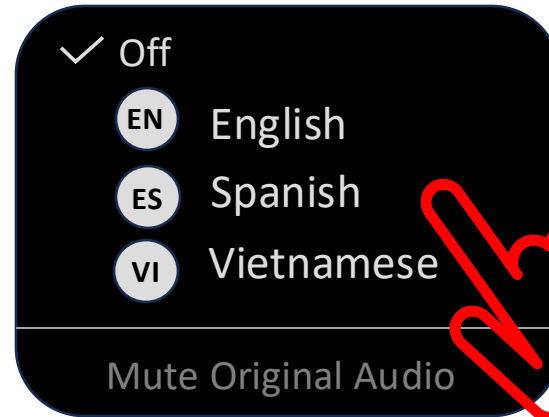 Off
EN English
ES Spanish
VI Vietnamese
Mute Original Audio